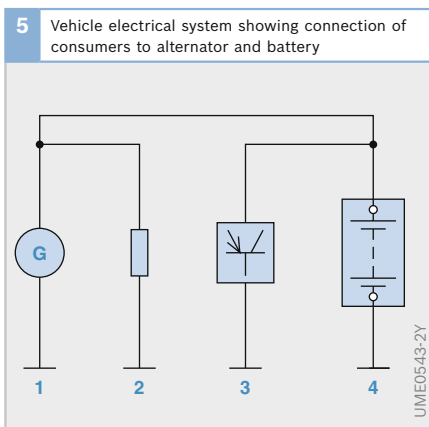 5
Vehicle electrical system showing connection of
consumers to alternator and battery
G
1 2 3 4
UME0543-2Y